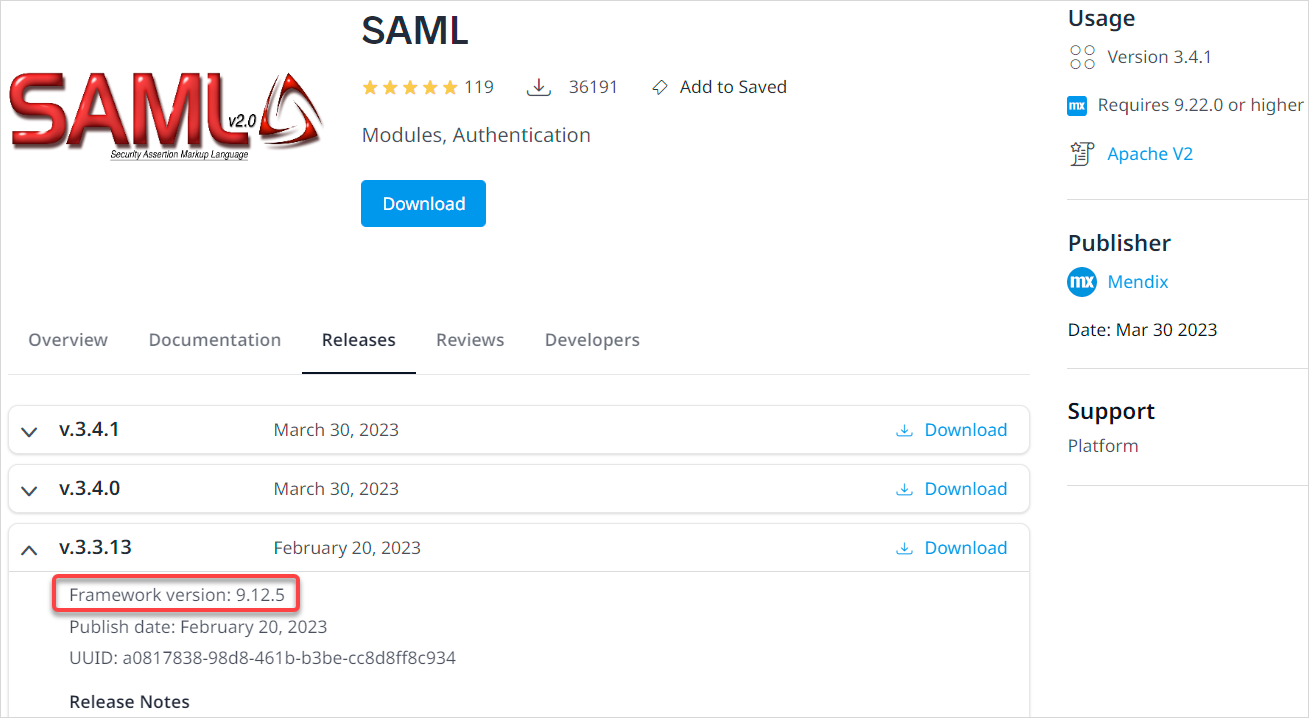 SAML
v2.0
Security Assertion Markup Language
SAML
119 36191 Add to Saved
Modules, Authentication
Download
Overview Documentation Releases Reviews Developers
v.3.4.1 March 30, 2023 Download
v.3.4.0 March 30, 2023 Download
v.3.3.13 February 20, 2023 Download
Framework version: 9.12.5
Publish date: February 20, 2023
UUID: a0817838-98d8-461b-b3be-cc8d8ff8c934
Release Notes
Usage
Version 3.4.1
mx Requires 9.22.0 or higher
Apache V2
Publisher
mx Mendix
Date: Mar 30 2023
Support
Platform